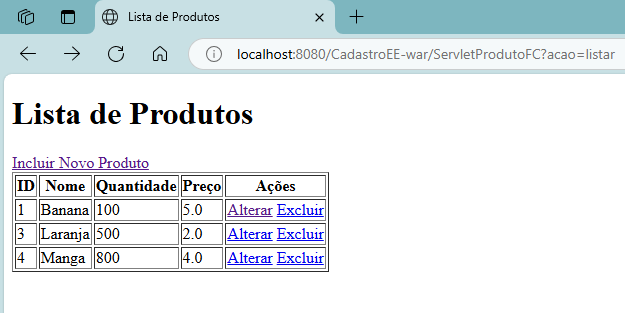 Lista de Produtos
localhost:8080/CadastroEE-war/ServletProdutoFC?acao=listar
Lista de Produtos
Incluir Novo Produto
ID Nome Quantidade Preço Ações
1 Banana 100 5.0 Alterar Excluir
3 Laranja 500 2.0 Alterar Excluir
4 Manga 800 4.0 Alterar Excluir